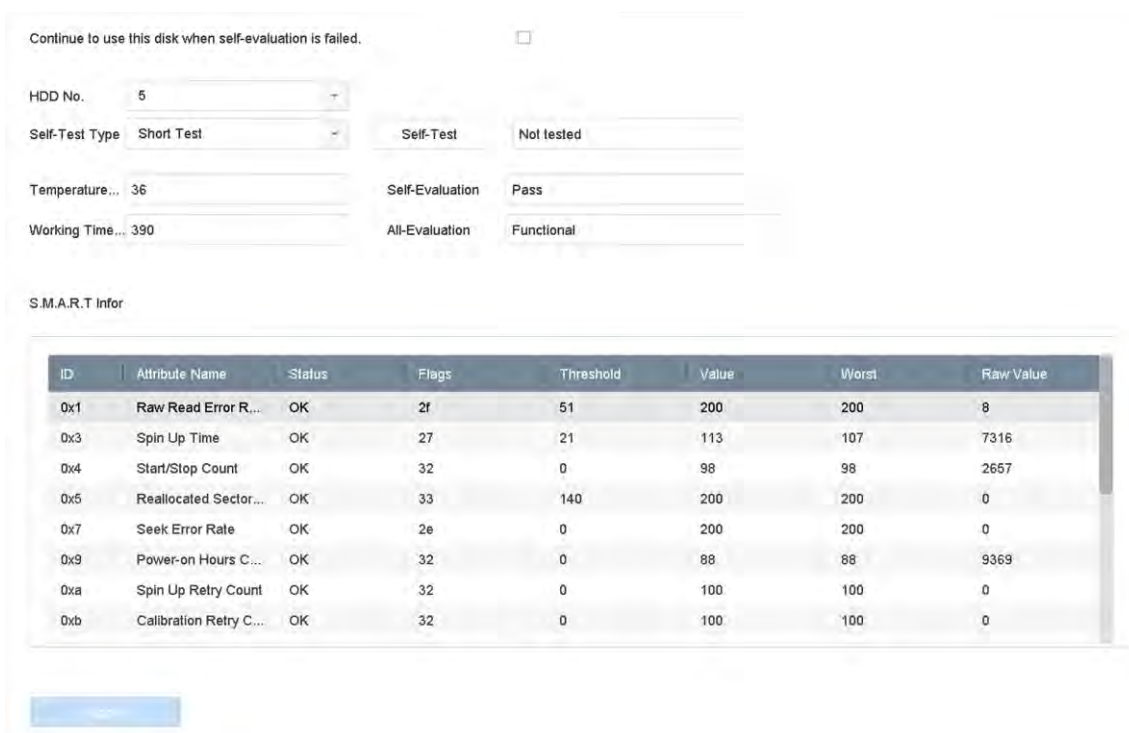 Continue to use this disk when self-evaluation is failed.
HDD No. 5
Self-Test Type Short Test Self-Test Not tested
Temperature... 36 Self-Evaluation Pass
Working Time... 390 All-Evaluation Functional
S.M.A.R.T Infor
ID Attribute Name Status Flags Threshold Value Worst Raw Value
0x1 Raw Read Error R... OK 2f 51 200 200 8
0x3 Spin Up Time OK 27 21 113 107 7316
0x4 Start/Stop Count OK 32 0 98 98 2657
0x5 Reallocated Sector... OK 33 140 200 200 0
0x7 Seek Error Rate OK 2e 0 200 200 0
0x9 Power-on Hours C... OK 32 0 88 88 9369
0xa Spin Up Retry Count OK 32 0 100 100 0
0xb Calibration Retry C... OK 32 0 100 100 0